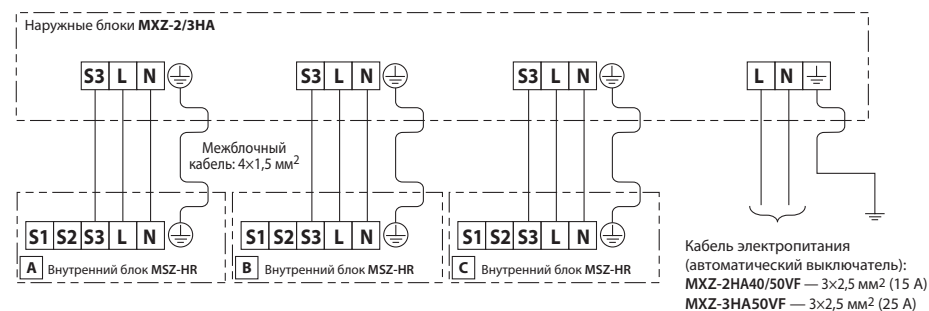 Наружные блоки MXZ-2/3HA
S3 L N S3 L N S3 L N L N
Межблочный
кабель: 4×1,5 мм²
S1 S2 S3 L N S1 S2 S3 L N S1 S2 S3 L N
A Внутренний блок MSZ-HR B Внутренний блок MSZ-HR C Внутренний блок MSZ-HR
Кабель электропитания
(автоматический выключатель):
MXZ-2HA40/50VF — 3×2,5 мм² (15 А)
MXZ-3HA50VF — 3×2,5 мм² (25 А)